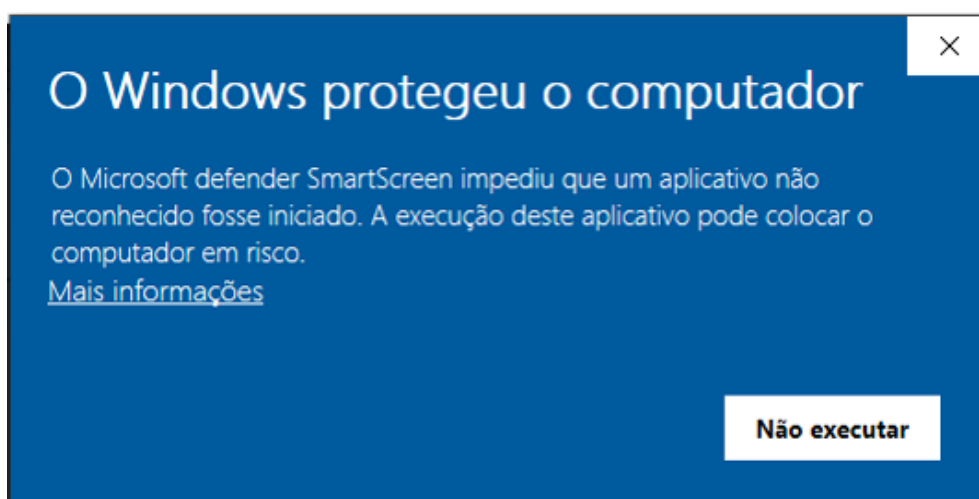 O Windows protegeu o computador
O Microsoft defender SmartScreen impediu que um aplicativo não
reconhecido fosse iniciado. A execução deste aplicativo pode colocar o
computador em risco.
Mais informações
Não executar